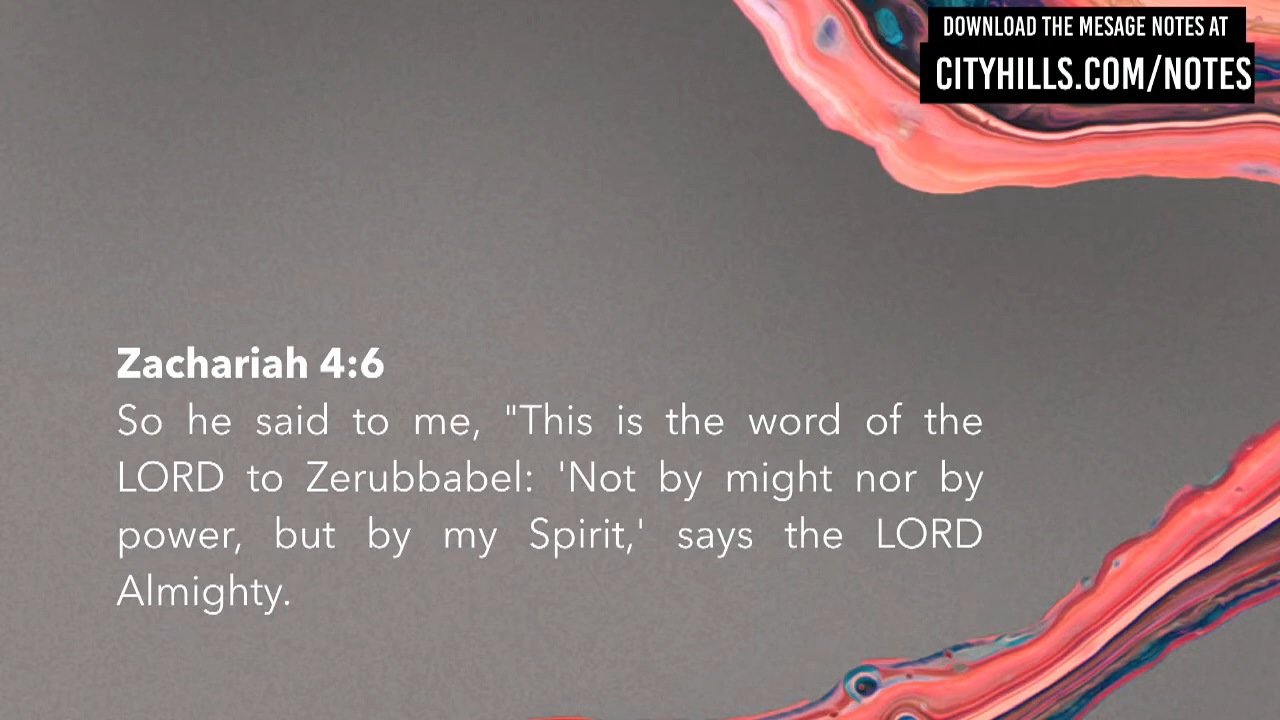 DOWNLOAD THE MESAGE NOTES AT
CITYHILLS.COM/NOTES
Zachariah 4:6
So he said to me, "This is the word of the
LORD to Zerubbabel: 'Not by might nor by
power, but by my Spirit,' says the LORD
Almighty.